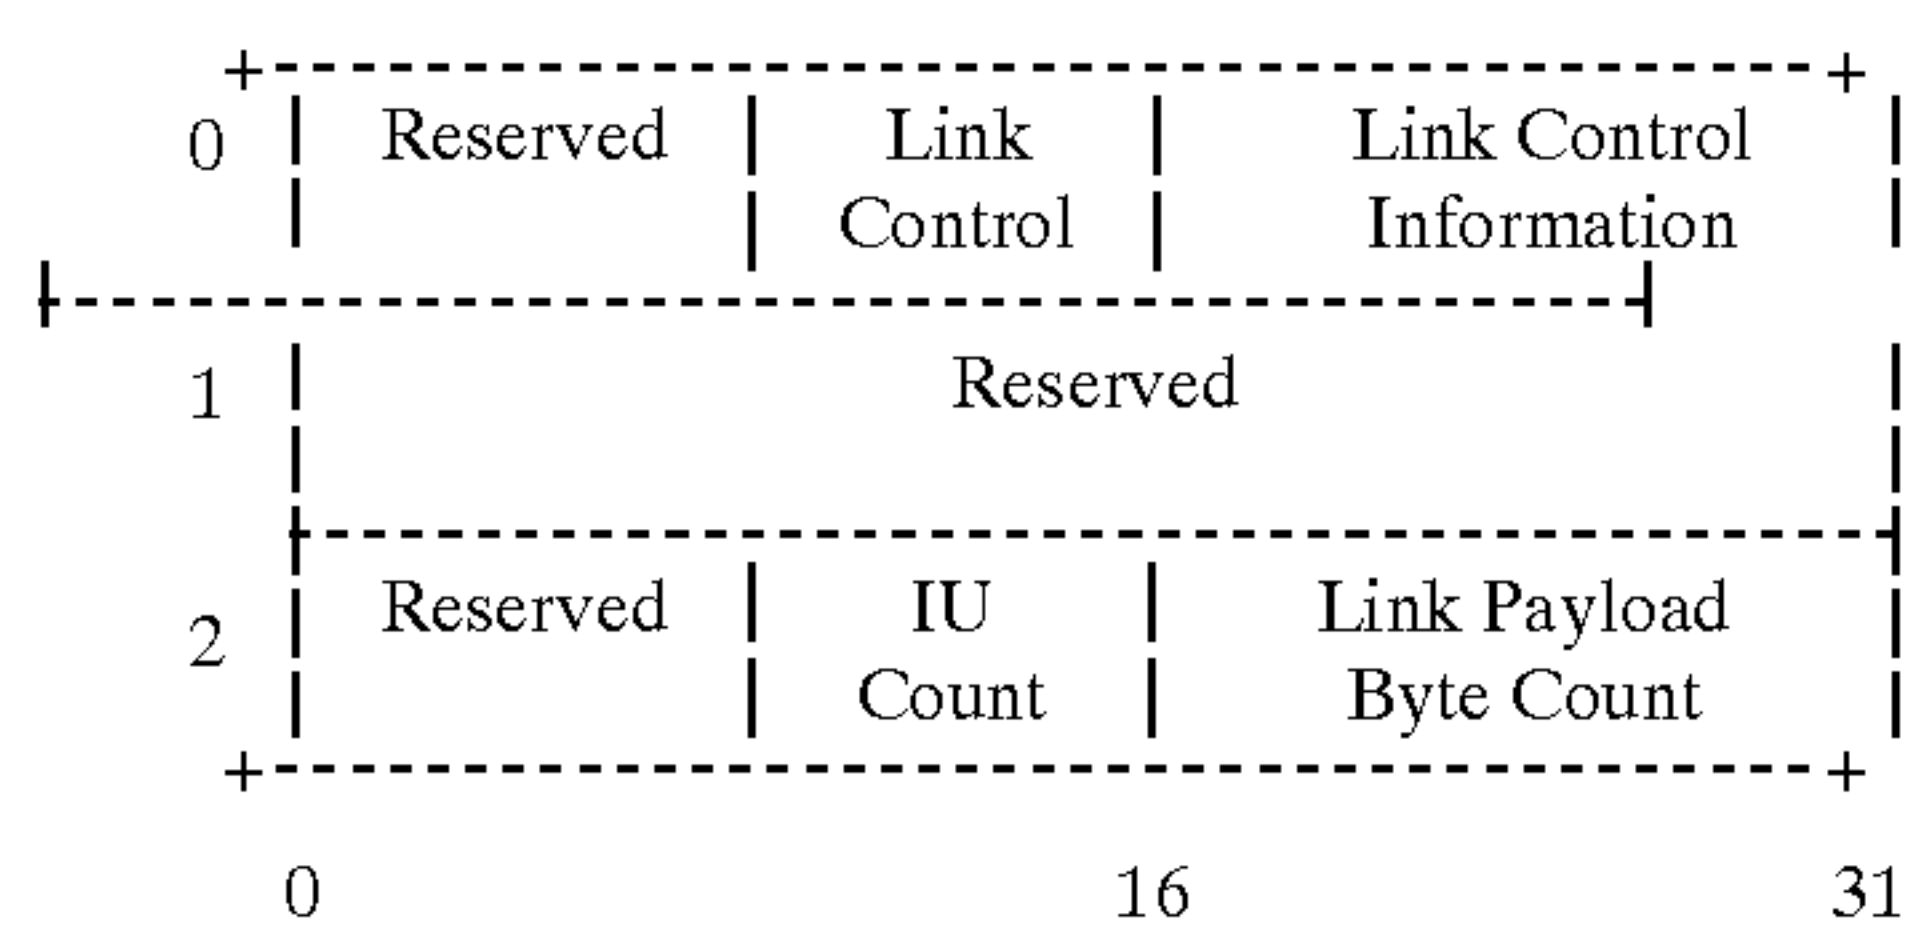 0 Reserved Link Link Control
Control Information
1 Reserved
2 Reserved IU Link Payload
Count Byte Count
0 16 31